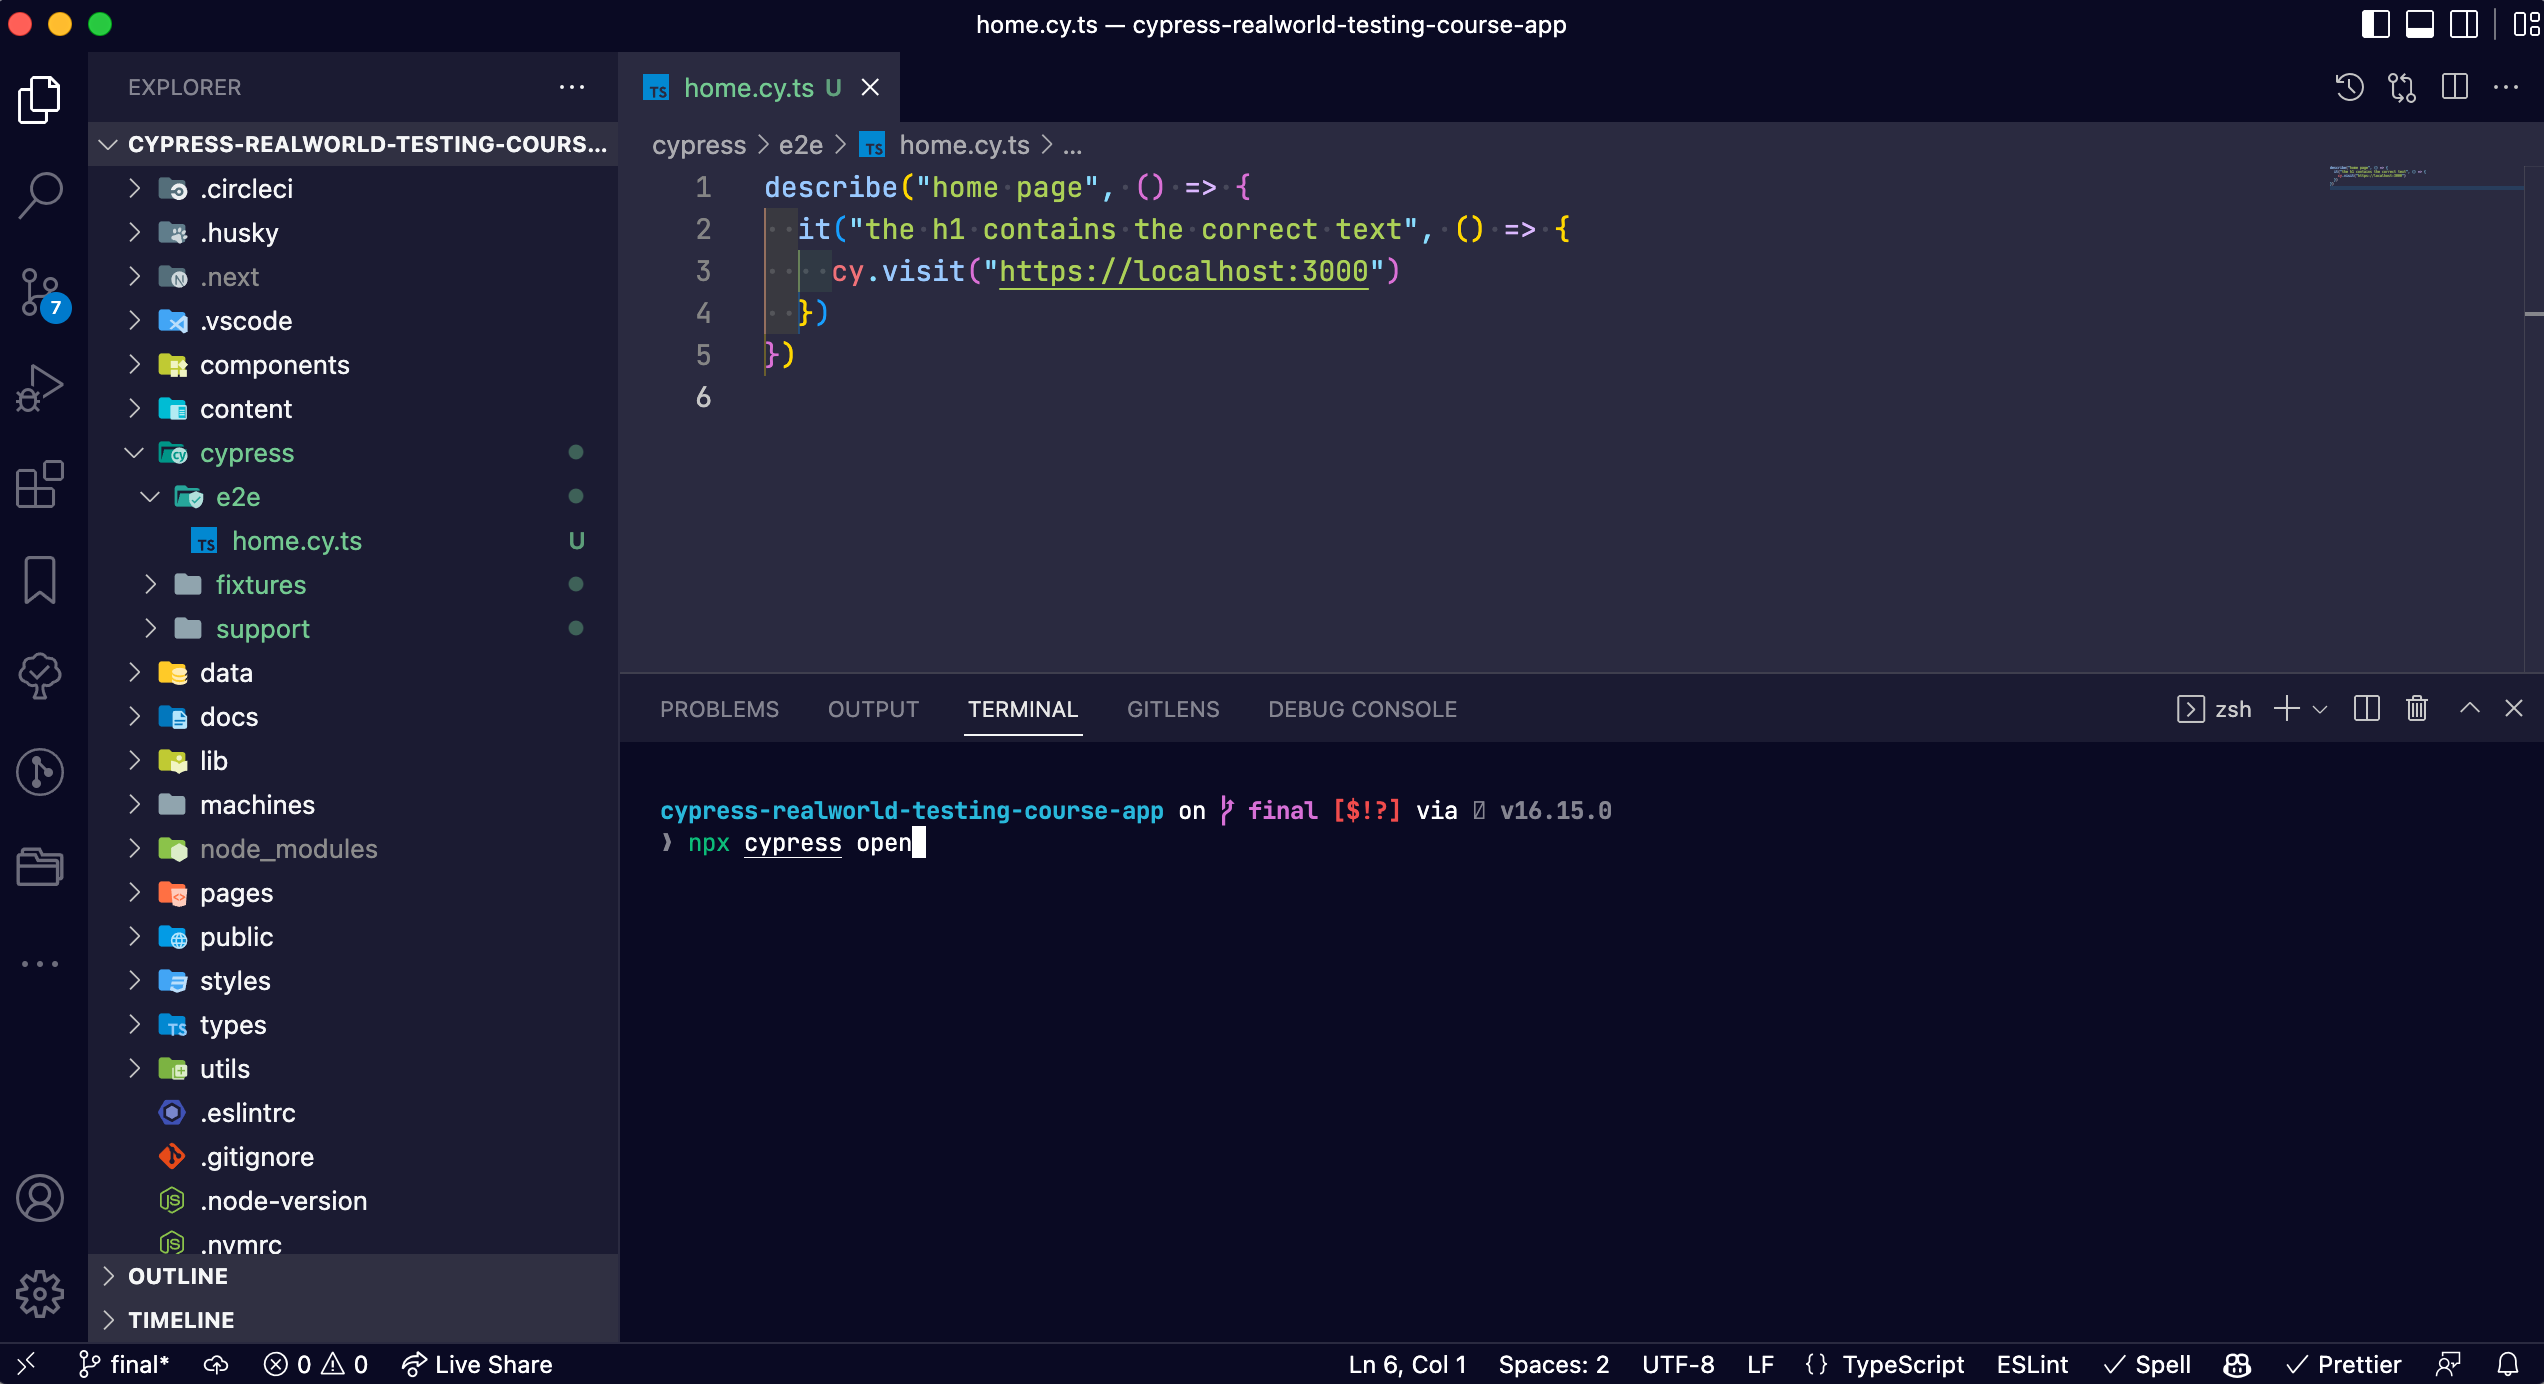 home.cy.ts — cypress-realworld-testing-course-app
EXPLORER
CYPRESS-REALWORLD-TESTING-COURS...
.circleci
.husky
.next
.vscode
components
content
cypress
e2e
TS home.cy.ts U
fixtures
support
data
docs
lib
machines
node_modules
pages
public
styles
types
utils
.eslintrc
.gitignore
.node-version
.nvmrc
OUTLINE
TIMELINE
7
TS home.cy.ts U
cypress > e2e > TS home.cy.ts > ...
1 describe("home page", () => {
2 it("the h1 contains the correct text", () => {
3 cy.visit("https://localhost:3000")
4 })
5 })
6
PROBLEMS OUTPUT TERMINAL GITLENS DEBUG CONSOLE
zsh
cypress-realworld-testing-course-app on final [$!?] via v16.15.0
❯ npx cypress open
final* 0 0 Live Share
Ln 6, Col 1 Spaces: 2 UTF-8 LF {} TypeScript ESLint Spell Prettier